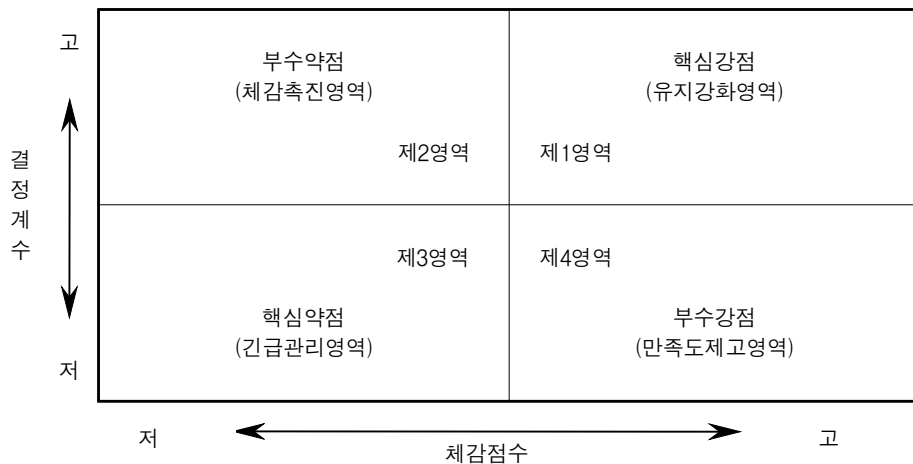 고
부수약점
(체감촉진영역)
핵심강점
(유지강화영역)
제2영역
제1영역
결
정
계
수
제3영역
제4영역
핵심약점
(긴급관리영역)
부수강점
(만족도제고영역)
저
저
체감점수
고